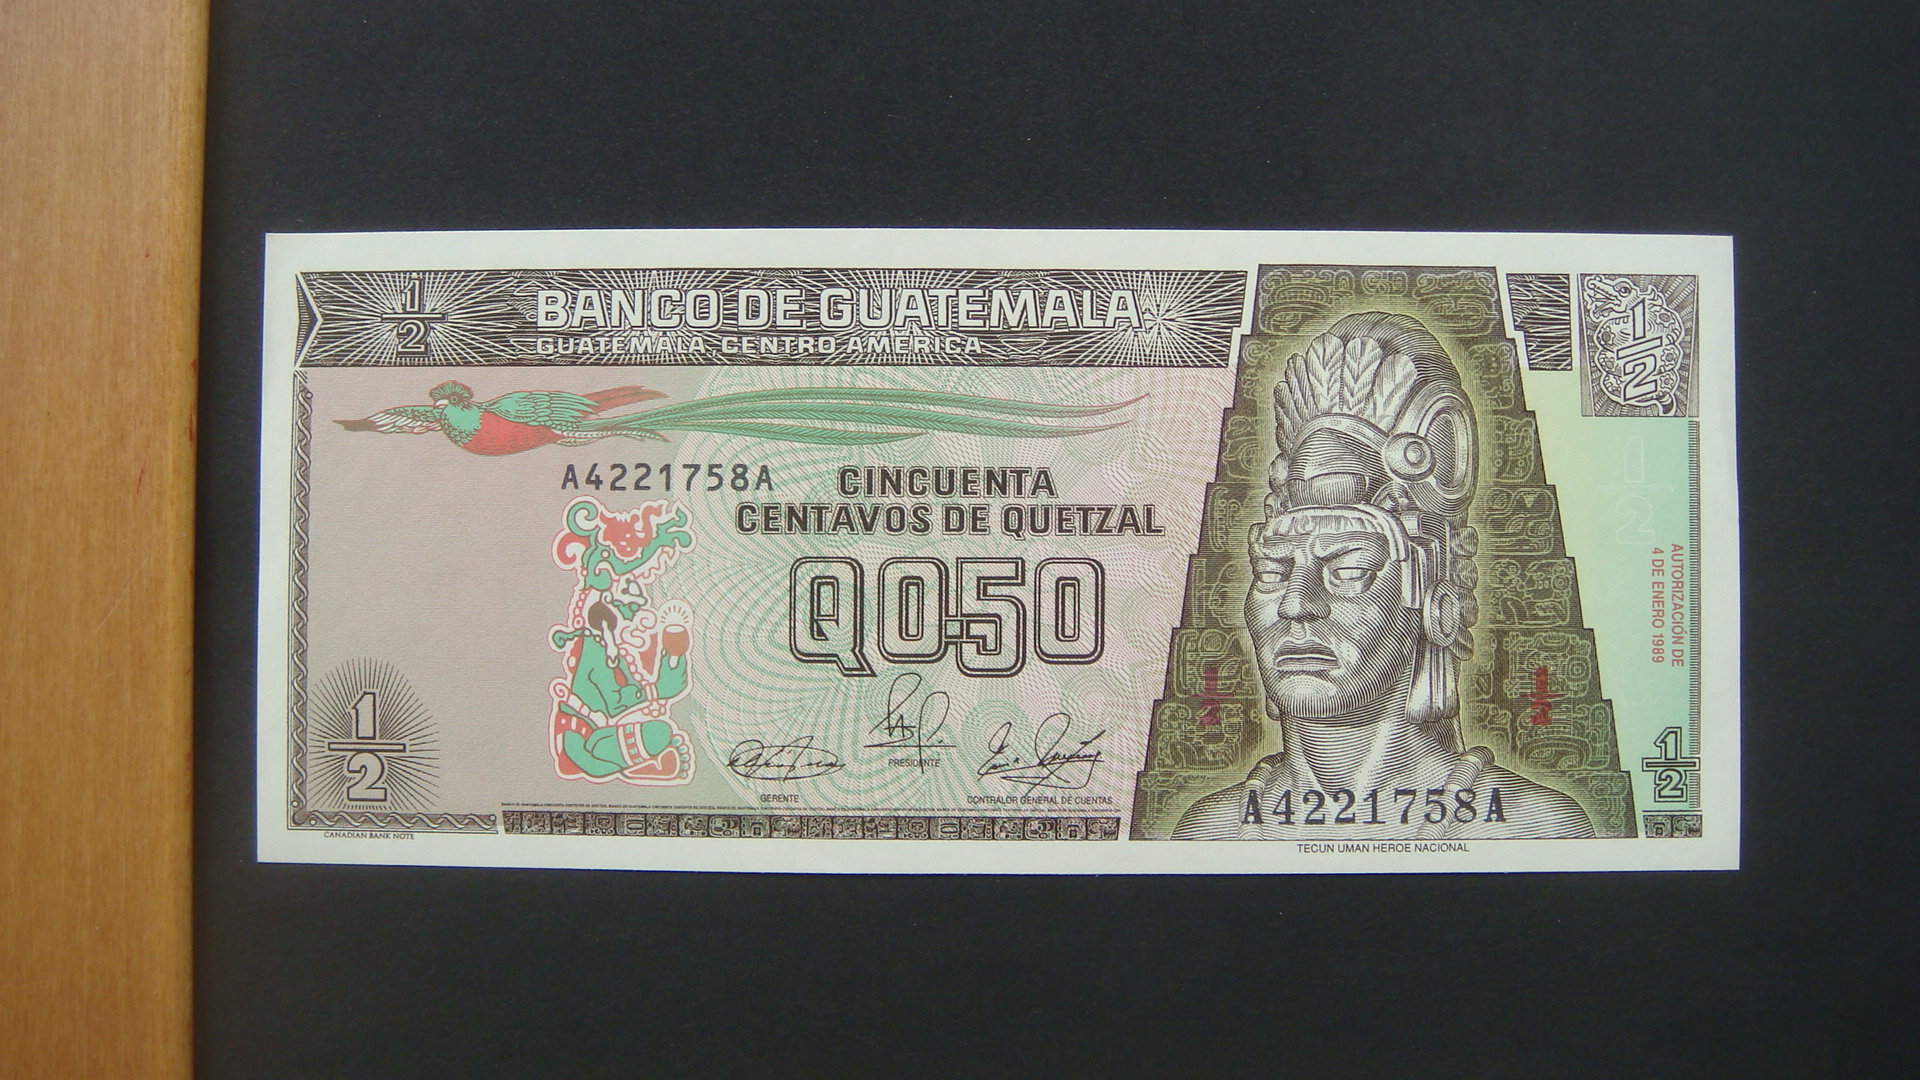 1/2
BANCO DE GUATEMALA
GUATEMALA, CENTRO AMERICA
1/2
A4221758A
CINCUENTA
CENTAVOS DE QUETZAL
Q0.50
1/2
AUTORIZACIÓN DE
4 DE ENERO 1989
1/2
GERENTE
PRESIDENTE
CONTRALOR GENERAL DE CUENTAS
1/2
A4221758A
CANADIAN BANK NOTE
TECUN UMAN HEROE NACIONAL